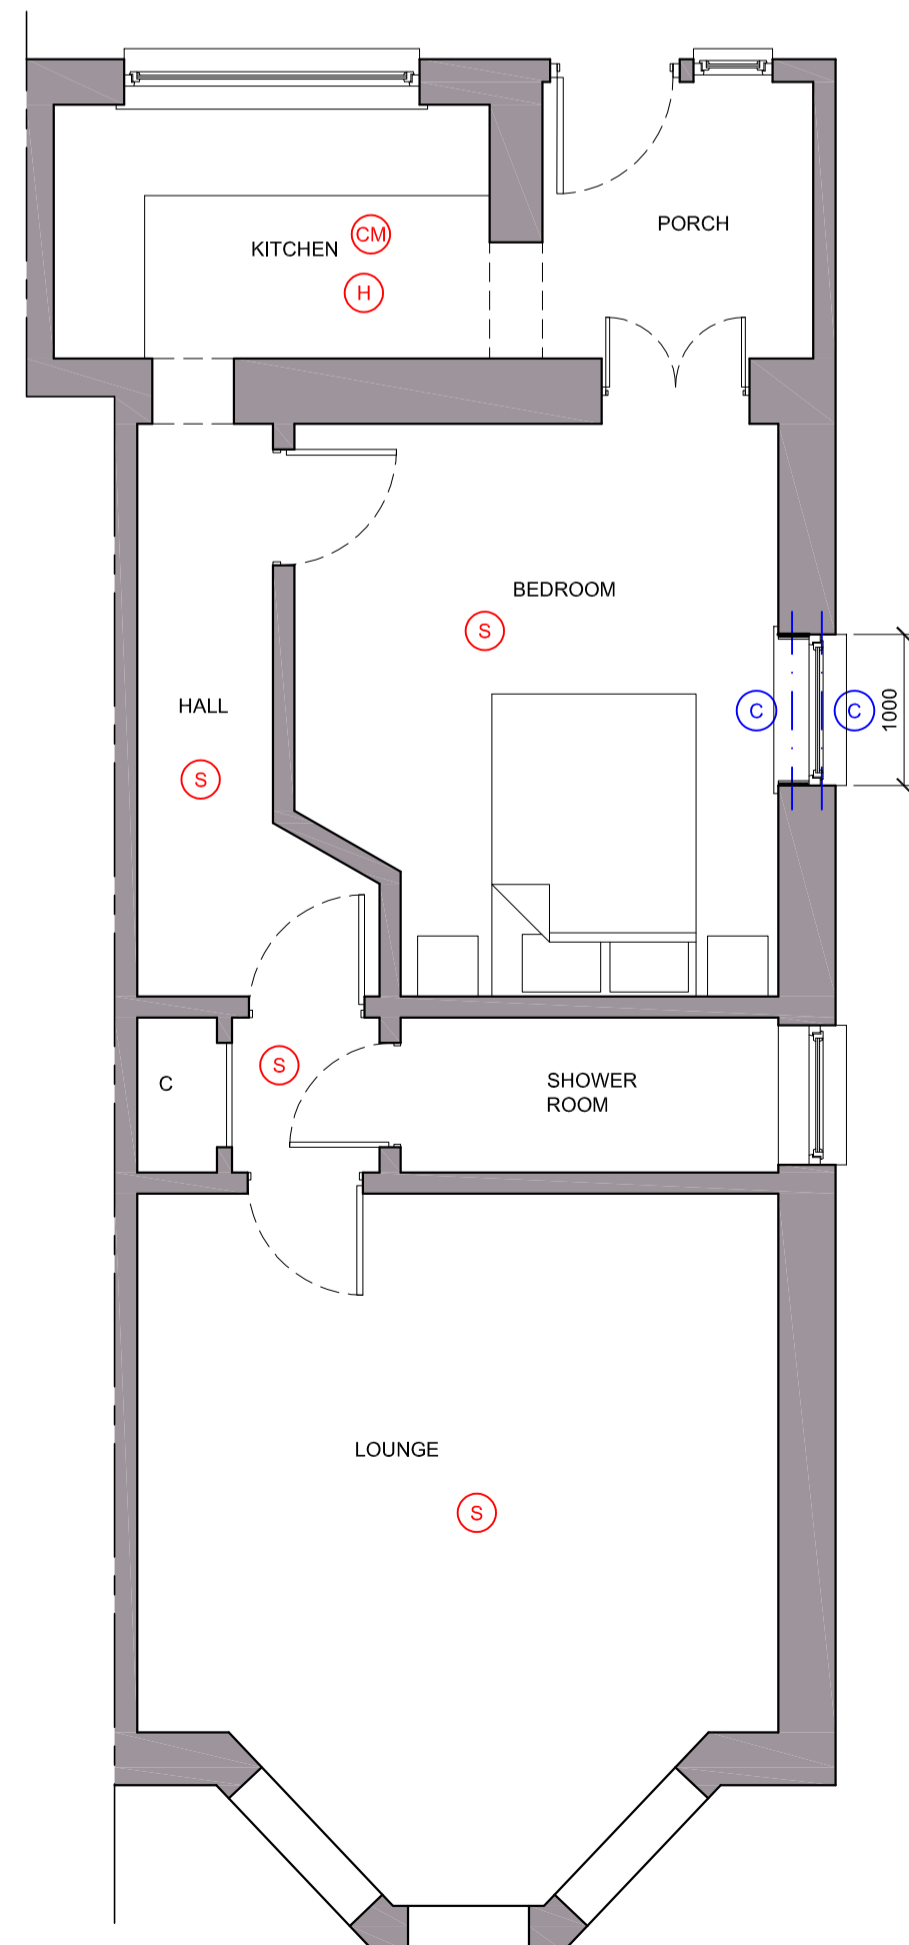 KITCHEN
CM
H
PORCH
BEDROOM
S
HALL
S
C
C
1000
S
C
SHOWER
ROOM
LOUNGE
S